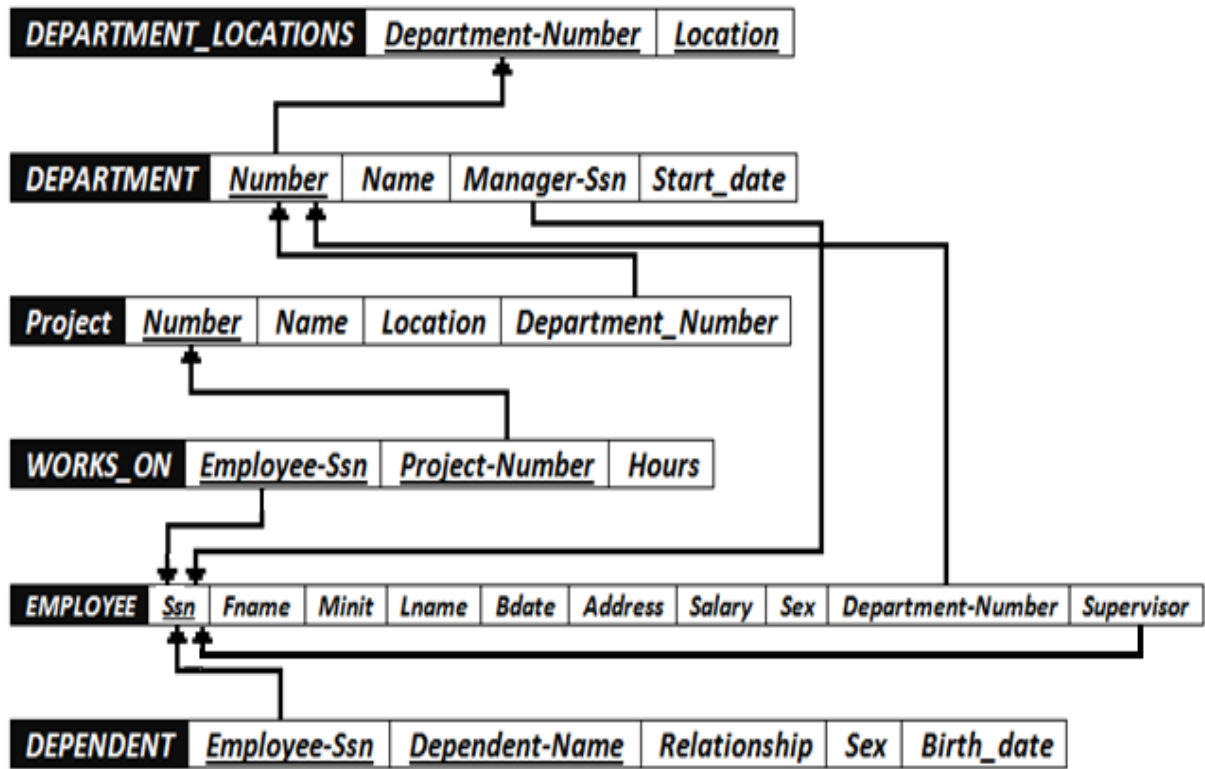 DEPARTMENT_LOCATIONS Department-Number Location
DEPARTMENT Number Name Manager-Ssn Start_date
Project Number Name Location Department_Number
WORKS_ON Employee-Ssn Project-Number Hours
EMPLOYEE Ssn Fname Minit Lname Bdate Address Salary Sex Department-Number Supervisor
DEPENDENT Employee-Ssn Dependent-Name Relationship Sex Birth_date